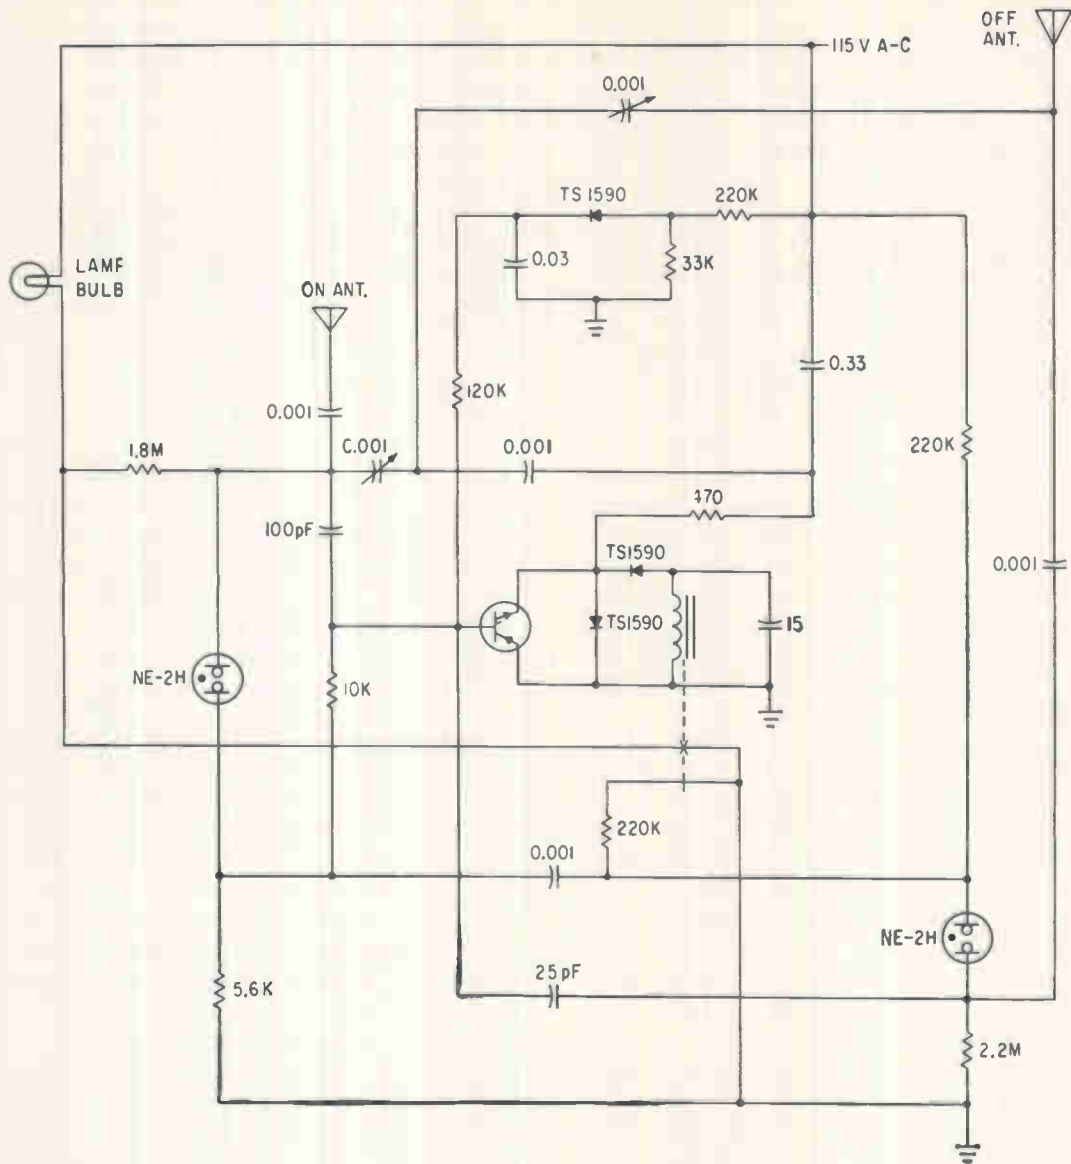 OFF
ANT.
115 V A-C
0.001
TS 1590
220K
LAMF
BULB
0.03
33K
ON ANT.
0.33
120K
0.001
220K
1.8M
C.001
0.001
470
100pF
TS1590
0.001
TS1590
15
NE-2H
10K
220K
0.001
NE-2H
25pF
5.6K
2.2M